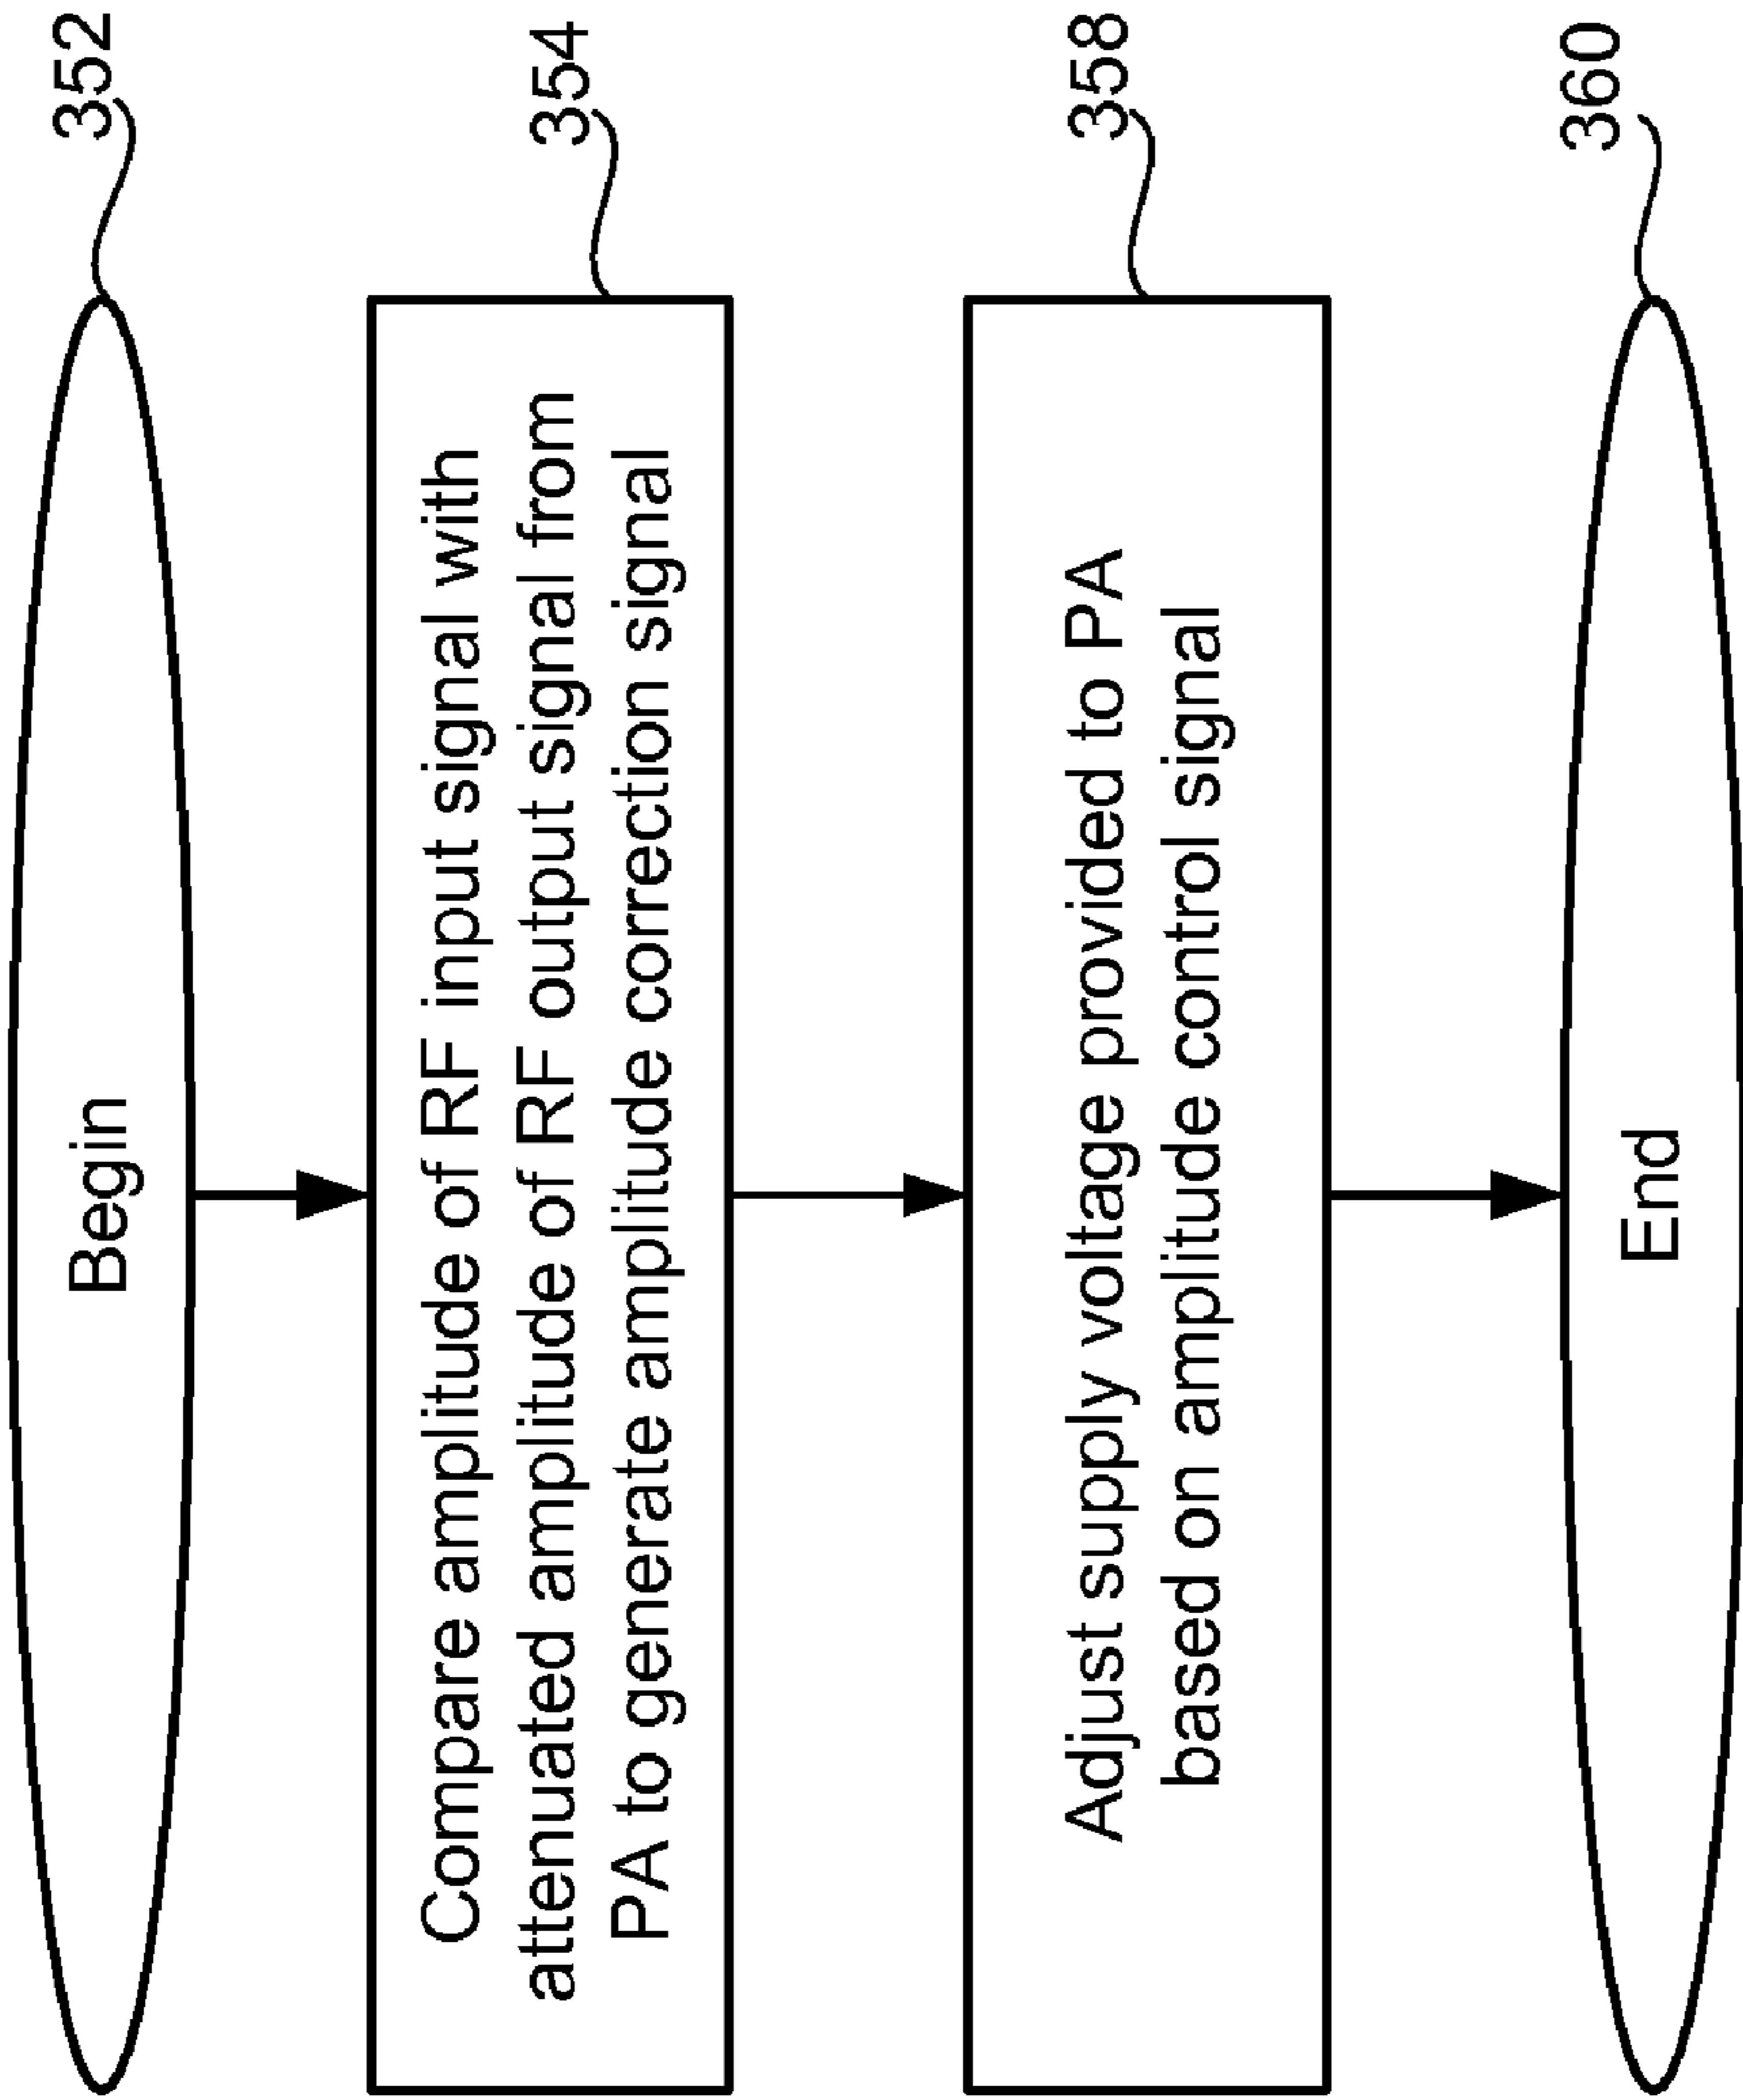 Begin
352
Compare amplitude of RF input signal with
attenuated amplitude of RF output signal from
PA to generate amplitude correction signal
354
Adjust supply voltage provided to PA
based on amplitude control signal
358
End
360